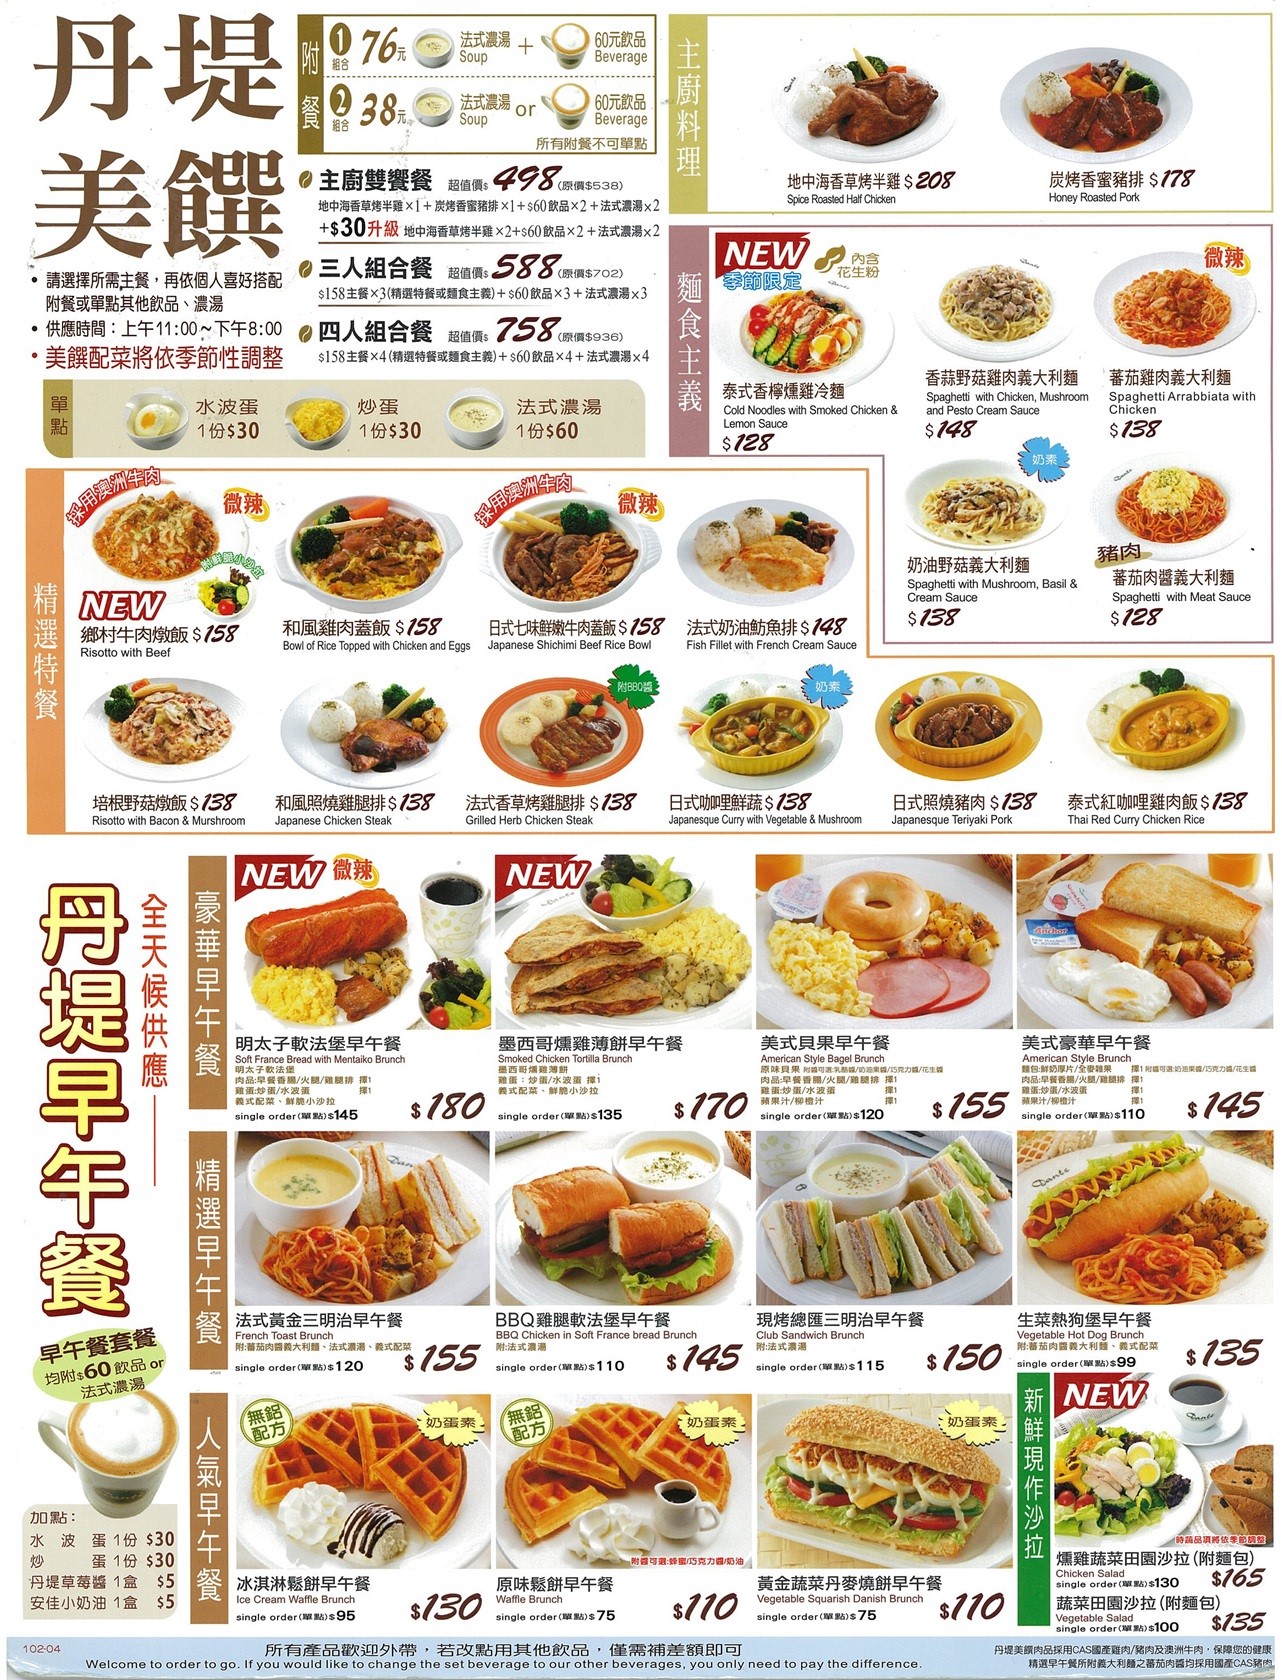 丹堤
美饌
• 請選擇所需主餐，再依個人喜好搭配
附餐或單點其他飲品、濃湯
• 供應時間：上午11:00~下午8:00
• 美饌配菜將依季節性調整
附餐
1 組合 76元 法式濃湯 Soup + 60元飲品 Beverage
2 組合 38元 法式濃湯 Soup or 60元飲品 Beverage
所有附餐不可單點
主廚雙饗餐 超值價$498(原價$538)
地中海香草烤半雞×1+炭烤香蜜豬排×1+$60飲品×2+法式濃湯×2
+$30升級 地中海香草烤半雞×2+$60飲品×2+法式濃湯×2
三人組合餐 超值價$588(原價$702)
$158主餐×3(精選特餐或麵食主義)+$60飲品×3+法式濃湯×3
四人組合餐 超值價$758(原價$936)
$158主餐×4(精選特餐或麵食主義)+$60飲品×4+法式濃湯×4
單點
水波蛋
1份$30
炒蛋
1份$30
法式濃湯
1份$60
主廚料理
地中海香草烤半雞 $208
Spice Roasted Half Chicken
炭烤香蜜豬排 $178
Honey Roasted Pork
麵食主義
NEW
季節限定
內含
花生粉
泰式香檸燻雞冷麵
Cold Noodles with Smoked Chicken &
Lemon Sauce
$128
Dante
香蒜野菇雞肉義大利麵
Spaghetti with Chicken, Mushroom
and Pesto Cream Sauce
$148
微辣
蕃茄雞肉義大利麵
Spaghetti Arrabbiata with
Chicken
$138
奶素
奶油野菇義大利麵
Spaghetti with Mushroom, Basil &
Cream Sauce
$138
豬肉
蕃茄肉醬義大利麵
Spaghetti with Meat Sauce
$128
精選特餐
採用澳洲牛肉
微辣
附鮮脆小沙拉
NEW
鄉村牛肉燉飯 $158
Risotto with Beef
和風雞肉蓋飯 $158
Bowl of Rice Topped with Chicken and Eggs
採用澳洲牛肉
微辣
日式七味鮮嫩牛肉蓋飯 $158
Japanese Shichimi Beef Rice Bowl
法式奶油魴魚排 $148
Fish Fillet with French Cream Sauce
培根野菇燉飯 $138
Risotto with Bacon & Murshroom
和風照燒雞腿排 $138
Japanese Chicken Steak
附BBQ醬
法式香草烤雞腿排 $138
Grilled Herb Chicken Steak
奶素
日式咖哩鮮蔬 $138
Japanesque Curry with Vegetable & Mushroom
日式照燒豬肉 $138
Japanesque Teriyaki Pork
泰式紅咖哩雞肉飯 $138
Thai Red Curry Chicken Rice
丹堤早午餐
全天候供應
早午餐套餐
均附$60飲品or
法式濃湯
加點：
水波蛋 1份 $30
炒蛋 1份 $30
丹堤草莓醬 1盒 $5
安佳小奶油 1盒 $5
豪華早午餐
NEW 微辣
明太子軟法堡早午餐
Soft France Bread with Mentaiko Brunch
明太子軟法堡
肉品:早餐香腸/火腿/雞腿排 擇1
雞蛋:炒蛋/水波蛋 擇1
義式配菜、鮮脆小沙拉
single order(單點)$145
$180
NEW
墨西哥燻雞薄餅早午餐
Smoked Chicken Tortilla Brunch
墨西哥燻雞薄餅
雞蛋：炒蛋/水波蛋 擇1
義式配菜、鮮脆小沙拉
single order(單點)$135
$170
美式貝果早午餐
American Style Bagel Brunch
原味貝果 附醬可選:乳酪醬/奶油果醬/巧克力醬/花生醬
肉品:早餐香腸/火腿/雞腿排 擇1
雞蛋:炒蛋/水波蛋 擇1
蘋果汁/柳橙汁 擇1
single order(單點)$120
$155
Anchor
美式豪華早午餐
American Style Brunch
麵包:鮮奶厚片/全麥雜果 擇1 附醬可選:奶油果醬/巧克力醬/花生醬
肉品:早餐香腸/火腿/雞腿排 擇1
雞蛋:炒蛋/水波蛋 擇1
蘋果汁/柳橙汁 擇1
single order(單點)$110
$145
精選早午餐
Dante
法式黃金三明治早午餐
French Toast Brunch
附:蕃茄肉醬義大利麵、法式濃湯、義式配菜
single order(單點)$120
$155
BBQ雞腿軟法堡早午餐
BBQ Chicken in Soft France bread Brunch
附:法式濃湯
single order(單點)$110
$145
現烤總匯三明治早午餐
Club Sandwich Brunch
附:法式濃湯
single order(單點)$115
$150
Dante
生菜熱狗堡早午餐
Vegetable Hot Dog Brunch
附:蕃茄肉醬義大利麵、義式配菜
single order(單點)$99
$135
人氣早午餐
無鋁
配方
奶蛋素
冰淇淋鬆餅早午餐
Ice Cream Waffle Brunch
single order(單點)$95
$130
無鋁
配方
奶蛋素
附醬可選:蜂蜜/巧克力醬/奶油
原味鬆餅早午餐
Waffle Brunch
single order(單點)$75
$110
奶蛋素
黃金蔬菜丹麥燒餅早午餐
Vegetable Squarish Danish Brunch
single order(單點)$75
$110
新鮮現作沙拉
NEW
Dante
時蔬品項將依季節調整
燻雞蔬菜田園沙拉(附麵包)
Chicken Salad
single order(單點)$130
$165
蔬菜田園沙拉(附麵包)
Vegetable Salad
single order(單點)$100
$135
102-04
所有產品歡迎外帶，若改點用其他飲品，僅需補差額即可
Welcome to order to go. If you would like to change the set beverage to our other beverages, you only need to pay the difference.
丹堤美饌肉品採用CAS國產雞肉/豬肉及澳洲牛肉，保障您的健康
精選早午餐所附義大利麵之蕃茄肉醬均採用國產CAS豬肉